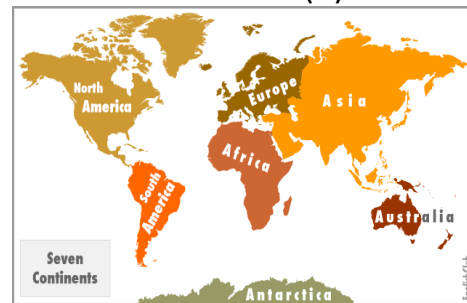 North
America
Europe
Asia
Africa
South
America
Australia
Seven
Continents
Antarctica